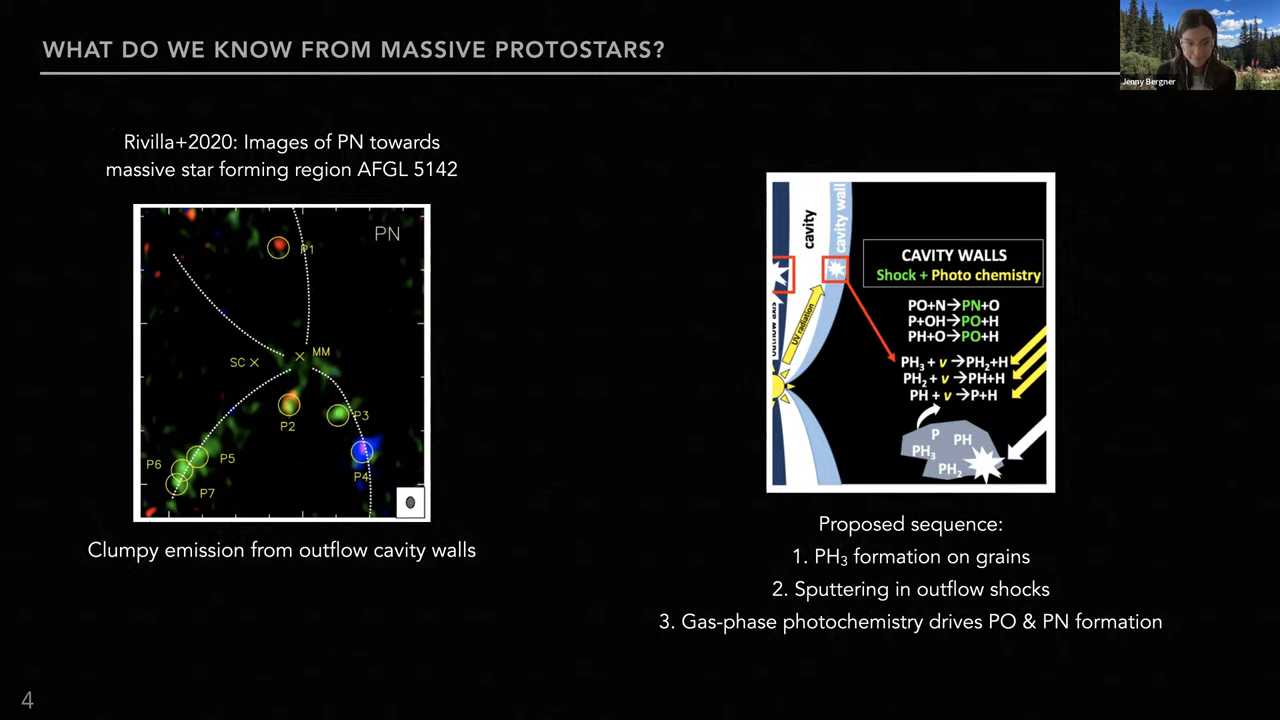 WHAT DO WE KNOW FROM MASSIVE PROTOSTARS?
Jenny Bergner
Rivilla+2020: Images of PN towards
massive star forming region AFGL 5142
PN
P1
SC
MM
P2
P3
P4
P5
P6
P7
Clumpy emission from outflow cavity walls
cavity
cavity wall
outflow axis
UV radiation
CAVITY WALLS
Shock + Photo chemistry
PO+N→PN+O
P+OH→PO+H
PH+O→PO+H
PH₃ + ν →PH₂+H
PH₂ + ν →PH+H
PH + ν →P+H
P
PH
PH₃
PH₂
Proposed sequence:
1. PH₃ formation on grains
2. Sputtering in outflow shocks
3. Gas-phase photochemistry drives PO & PN formation
4